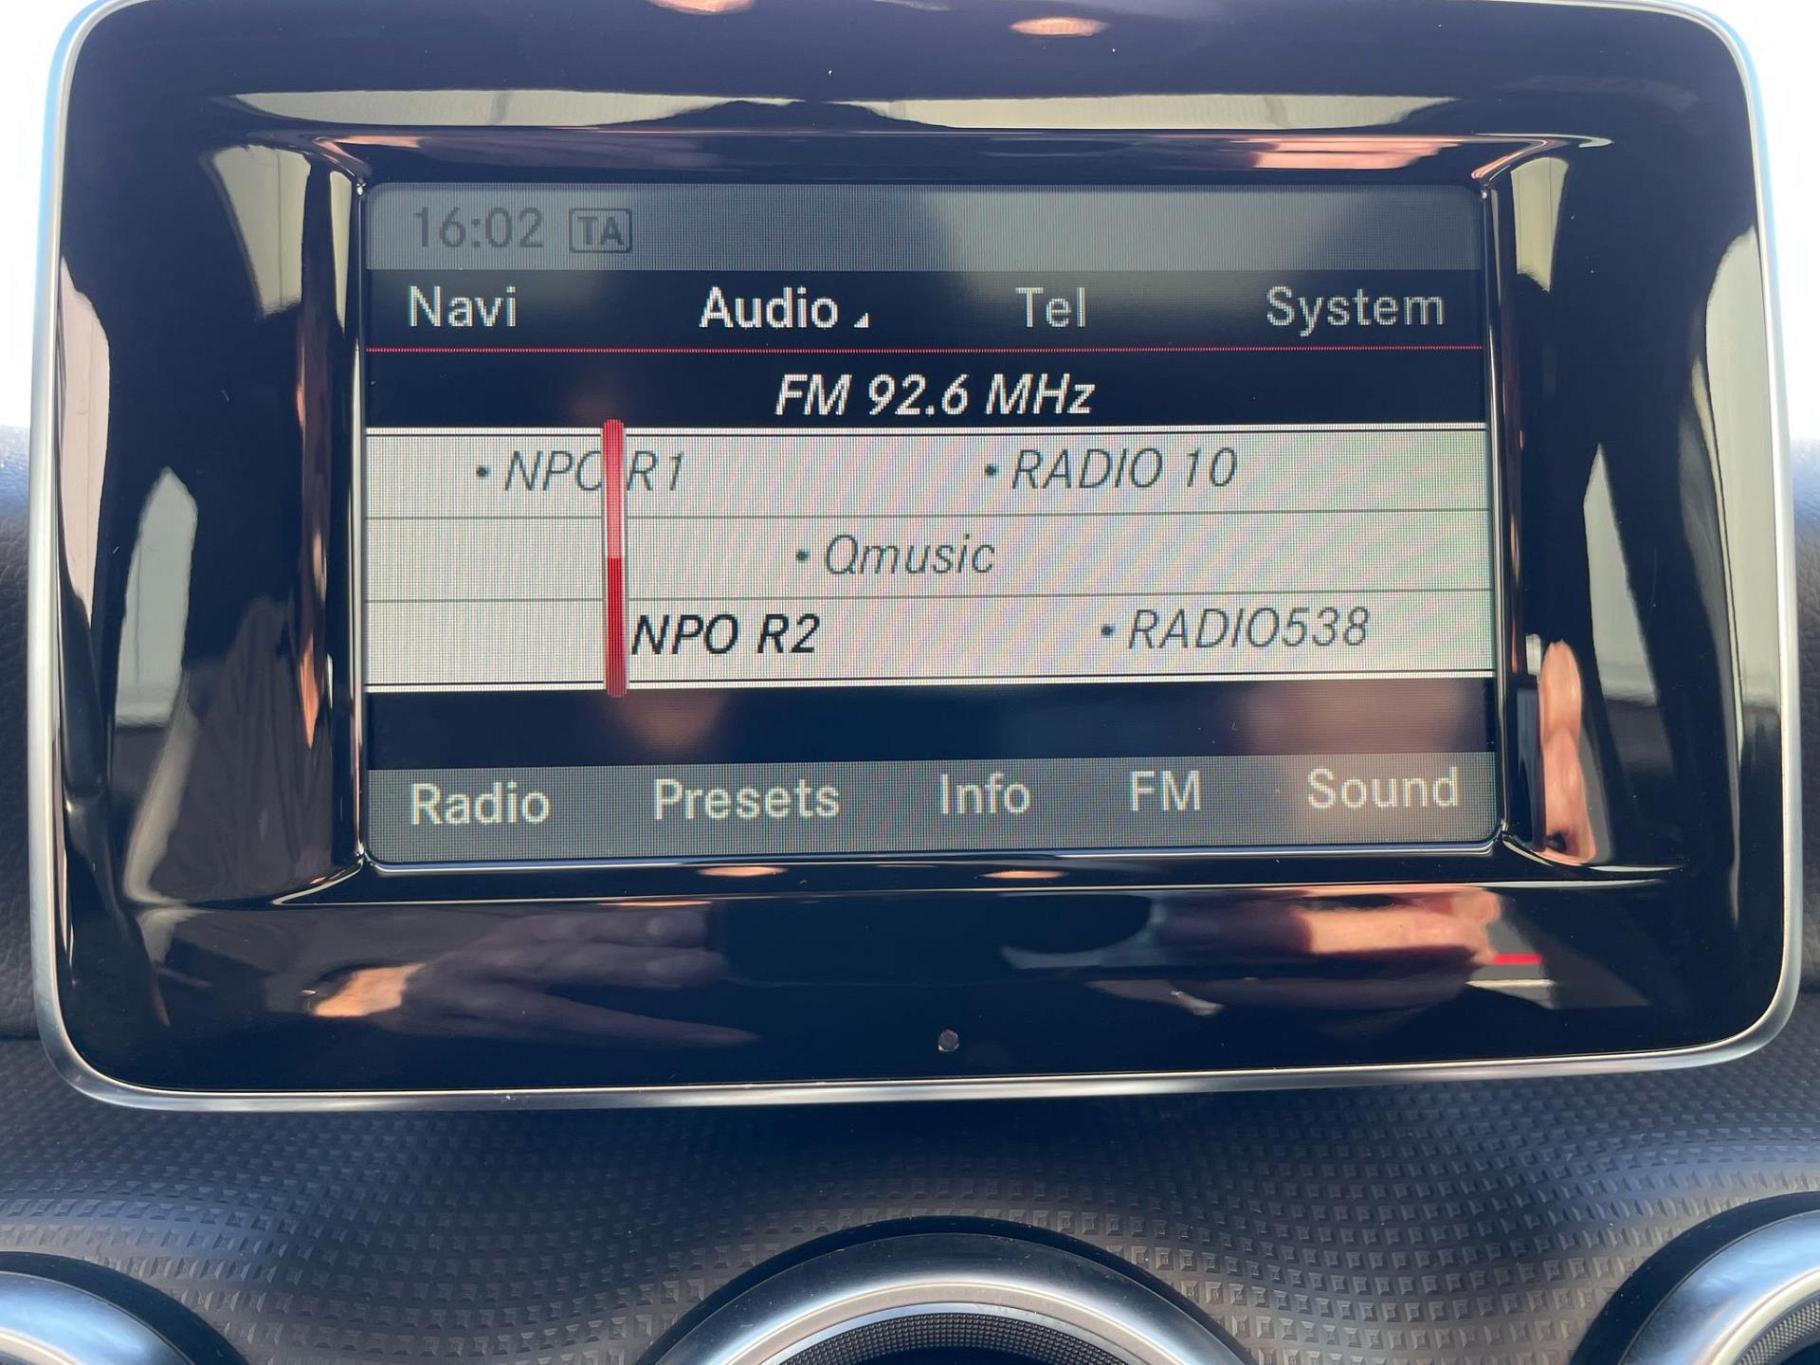 16:02 TA
Navi Audio Tel System
FM 92.6 MHz
• NPO R1 • RADIO 10
• Qmusic
NPO R2 • RADIO538
Radio Presets Info FM Sound